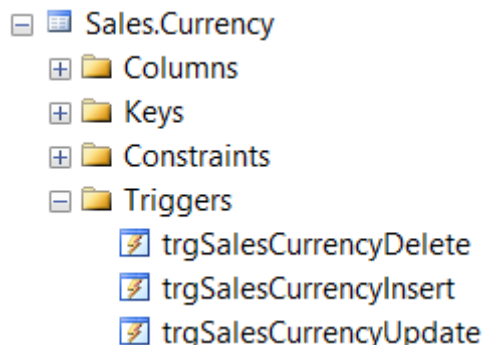 Sales.Currency
Columns
Keys
Constraints
Triggers
trgSalesCurrencyDelete
trgSalesCurrencyInsert
trgSalesCurrencyUpdate